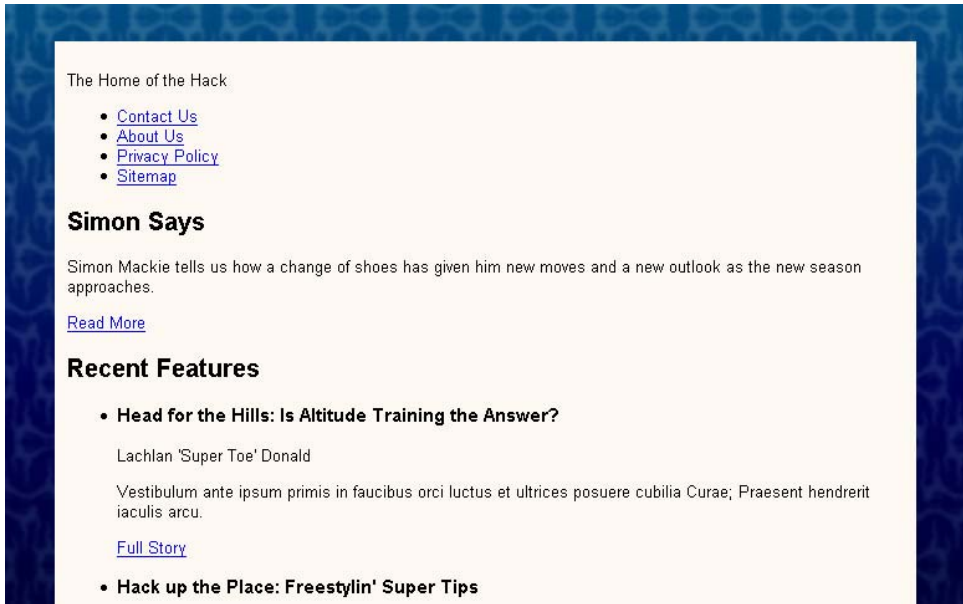 The Home of the Hack
Contact Us
About Us
Privacy Policy
Sitemap
Simon Says
Simon Mackie tells us how a change of shoes has given him new moves and a new outlook as the new season
approaches.
Read More
Recent Features
Head for the Hills: Is Altitude Training the Answer?
Lachlan 'Super Toe' Donald
Vestibulum ante ipsum primis in faucibus orci luctus et ultrices posuere cubilia Curae; Praesent hendrerit
iaculis arcu.
Full Story
Hack up the Place: Freestylin' Super Tips